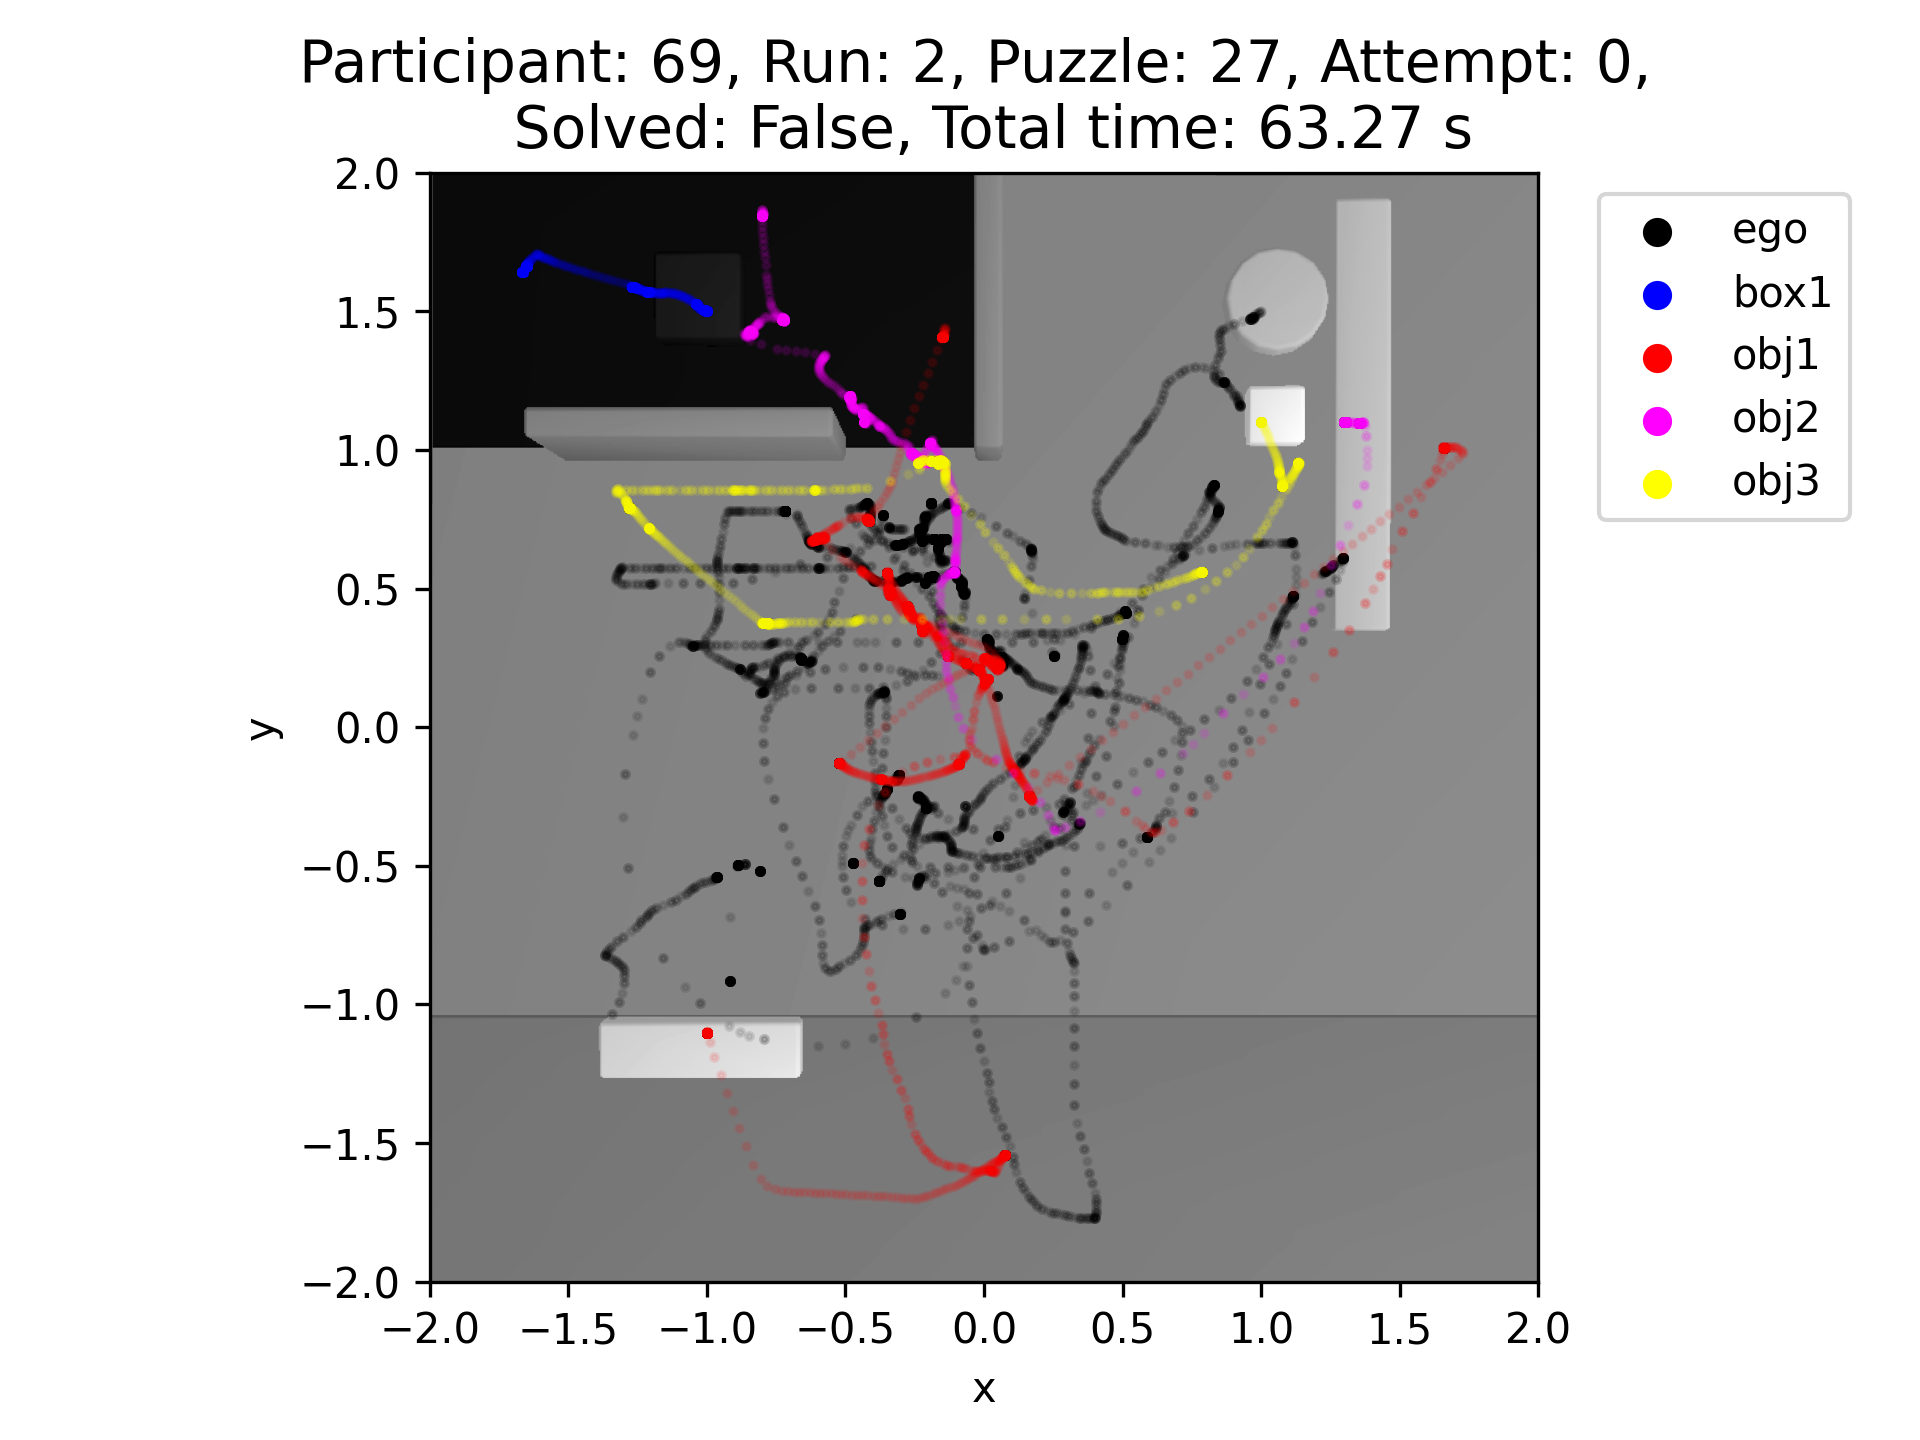 Participant: 69, Run: 2, Puzzle: 27, Attempt: 0,
Solved: False, Total time: 63.27 s
2.0
1.5
1.0
0.5
0.0
−0.5
−1.0
−1.5
−2.0
y
−2.0 −1.5 −1.0 −0.5 0.0 0.5 1.0 1.5 2.0
x
ego
box1
obj1
obj2
obj3